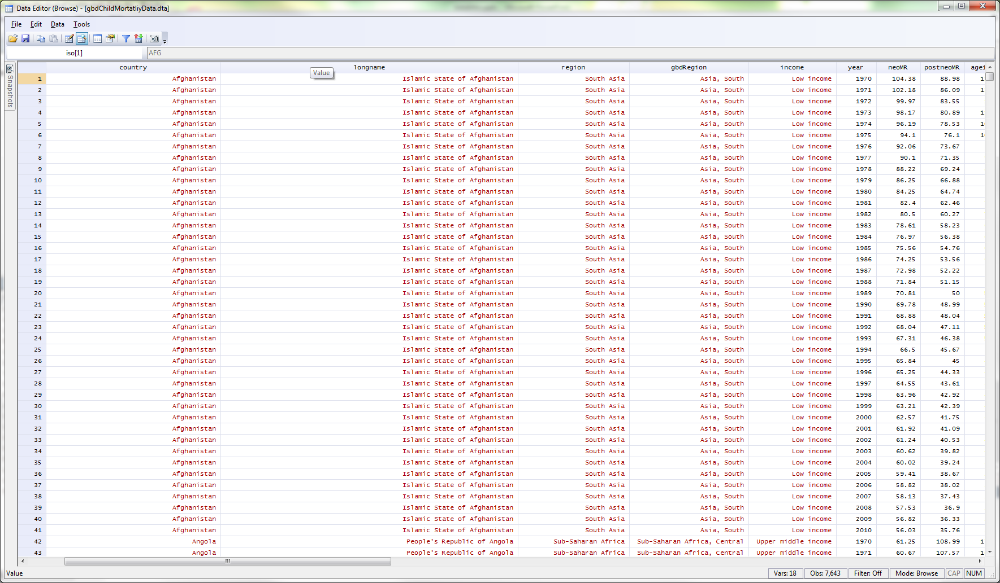 Data Editor (Browse) - [gbdChildMortatliyData.dta]
File Edit Data Tools
iso[1] AFG
Snapshots
country longname region gbdRegion income year neoMR postneoMR age1
Value
1 Afghanistan Islamic State of Afghanistan South Asia Asia, South Low income 1970 104.38 88.98 1
2 Afghanistan Islamic State of Afghanistan South Asia Asia, South Low income 1971 102.18 86.09 1
3 Afghanistan Islamic State of Afghanistan South Asia Asia, South Low income 1972 99.97 83.55
4 Afghanistan Islamic State of Afghanistan South Asia Asia, South Low income 1973 98.17 80.89 1
5 Afghanistan Islamic State of Afghanistan South Asia Asia, South Low income 1974 96.19 78.53 1
6 Afghanistan Islamic State of Afghanistan South Asia Asia, South Low income 1975 94.1 76.1 1
7 Afghanistan Islamic State of Afghanistan South Asia Asia, South Low income 1976 92.06 73.67
8 Afghanistan Islamic State of Afghanistan South Asia Asia, South Low income 1977 90.1 71.35
9 Afghanistan Islamic State of Afghanistan South Asia Asia, South Low income 1978 88.22 69.24
10 Afghanistan Islamic State of Afghanistan South Asia Asia, South Low income 1979 86.25 66.88
11 Afghanistan Islamic State of Afghanistan South Asia Asia, South Low income 1980 84.25 64.74
12 Afghanistan Islamic State of Afghanistan South Asia Asia, South Low income 1981 82.4 62.46
13 Afghanistan Islamic State of Afghanistan South Asia Asia, South Low income 1982 80.5 60.27
14 Afghanistan Islamic State of Afghanistan South Asia Asia, South Low income 1983 78.61 58.23
15 Afghanistan Islamic State of Afghanistan South Asia Asia, South Low income 1984 76.97 56.38
16 Afghanistan Islamic State of Afghanistan South Asia Asia, South Low income 1985 75.56 54.76
17 Afghanistan Islamic State of Afghanistan South Asia Asia, South Low income 1986 74.25 53.56
18 Afghanistan Islamic State of Afghanistan South Asia Asia, South Low income 1987 72.98 52.22
19 Afghanistan Islamic State of Afghanistan South Asia Asia, South Low income 1988 71.84 51.15
20 Afghanistan Islamic State of Afghanistan South Asia Asia, South Low income 1989 70.81 50
21 Afghanistan Islamic State of Afghanistan South Asia Asia, South Low income 1990 69.78 48.99
22 Afghanistan Islamic State of Afghanistan South Asia Asia, South Low income 1991 68.88 48.04
23 Afghanistan Islamic State of Afghanistan South Asia Asia, South Low income 1992 68.04 47.11
24 Afghanistan Islamic State of Afghanistan South Asia Asia, South Low income 1993 67.31 46.38
25 Afghanistan Islamic State of Afghanistan South Asia Asia, South Low income 1994 66.5 45.67
26 Afghanistan Islamic State of Afghanistan South Asia Asia, South Low income 1995 65.84 45
27 Afghanistan Islamic State of Afghanistan South Asia Asia, South Low income 1996 65.25 44.33
28 Afghanistan Islamic State of Afghanistan South Asia Asia, South Low income 1997 64.55 43.61
29 Afghanistan Islamic State of Afghanistan South Asia Asia, South Low income 1998 63.96 42.92
30 Afghanistan Islamic State of Afghanistan South Asia Asia, South Low income 1999 63.21 42.39
31 Afghanistan Islamic State of Afghanistan South Asia Asia, South Low income 2000 62.57 41.75
32 Afghanistan Islamic State of Afghanistan South Asia Asia, South Low income 2001 61.92 41.09
33 Afghanistan Islamic State of Afghanistan South Asia Asia, South Low income 2002 61.24 40.53
34 Afghanistan Islamic State of Afghanistan South Asia Asia, South Low income 2003 60.62 39.82
35 Afghanistan Islamic State of Afghanistan South Asia Asia, South Low income 2004 60.02 39.24
36 Afghanistan Islamic State of Afghanistan South Asia Asia, South Low income 2005 59.41 38.67
37 Afghanistan Islamic State of Afghanistan South Asia Asia, South Low income 2006 58.82 38.02
38 Afghanistan Islamic State of Afghanistan South Asia Asia, South Low income 2007 58.13 37.43
39 Afghanistan Islamic State of Afghanistan South Asia Asia, South Low income 2008 57.53 36.9
40 Afghanistan Islamic State of Afghanistan South Asia Asia, South Low income 2009 56.82 36.33
41 Afghanistan Islamic State of Afghanistan South Asia Asia, South Low income 2010 56.03 35.76
42 Angola People's Republic of Angola Sub-Saharan Africa Sub-Saharan Africa, Central Upper middle income 1970 61.25 108.99 1
43 Angola People's Republic of Angola Sub-Saharan Africa Sub-Saharan Africa, Central Upper middle income 1971 60.67 107.57 1
Value Vars: 18 Obs: 7,643 Filter: Off Mode: Browse CAP NUM